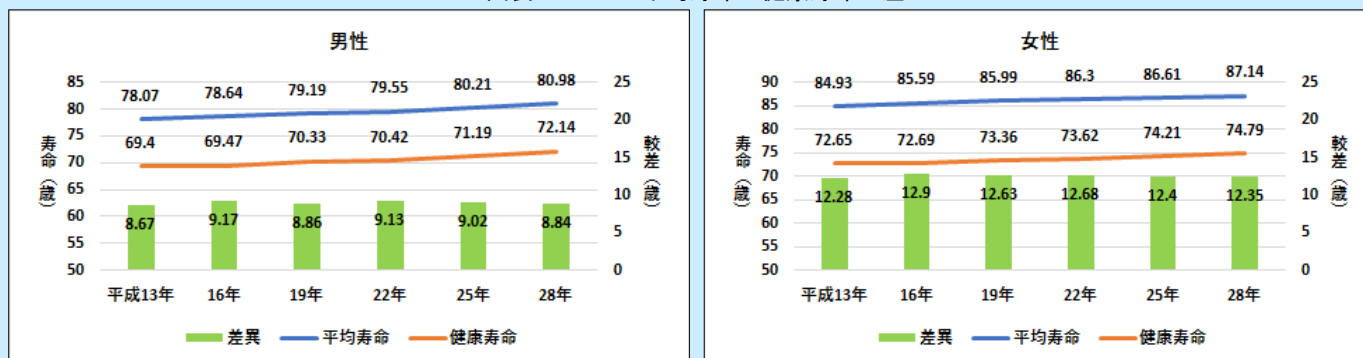 男性
85
80
75
70
65
60
55
50
寿命（歳）
25
20
15
10
5
0
較差（歳）
78.07 78.64 79.19 79.55 80.21 80.98
69.4 69.47 70.33 70.42 71.19 72.14
8.67 9.17 8.86 9.13 9.02 8.84
平成13年 16年 19年 22年 25年 28年
差異 平均寿命 健康寿命
女性
90
85
80
75
70
65
60
55
50
寿命（歳）
25
20
15
10
5
0
較差（歳）
84.93 85.59 85.99 86.3 86.61 87.14
72.65 72.69 73.36 73.62 74.21 74.79
12.28 12.9 12.63 12.68 12.4 12.35
平成13年 16年 19年 22年 25年 28年
差異 平均寿命 健康寿命